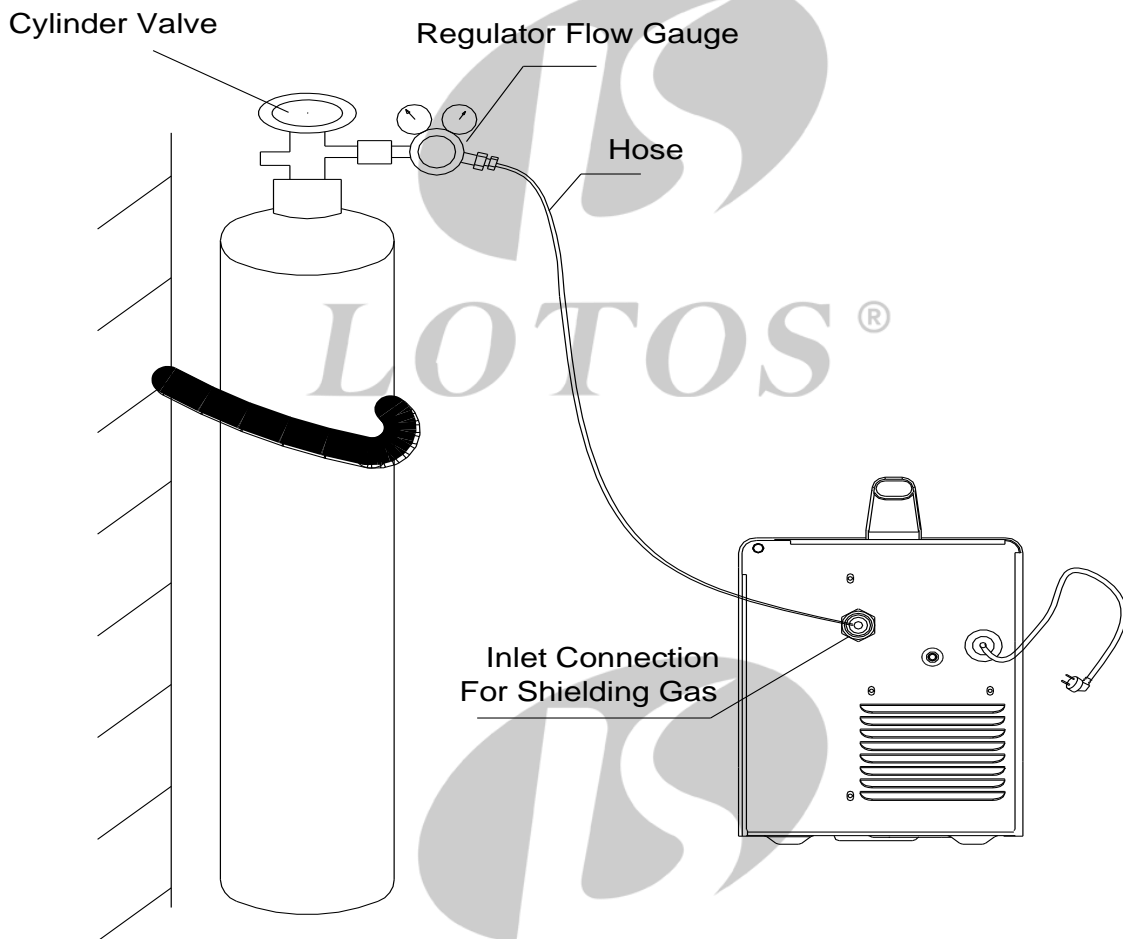 Cylinder Valve
Regulator Flow Gauge
Hose
LOTOS ®
Inlet Connection
For Shielding Gas